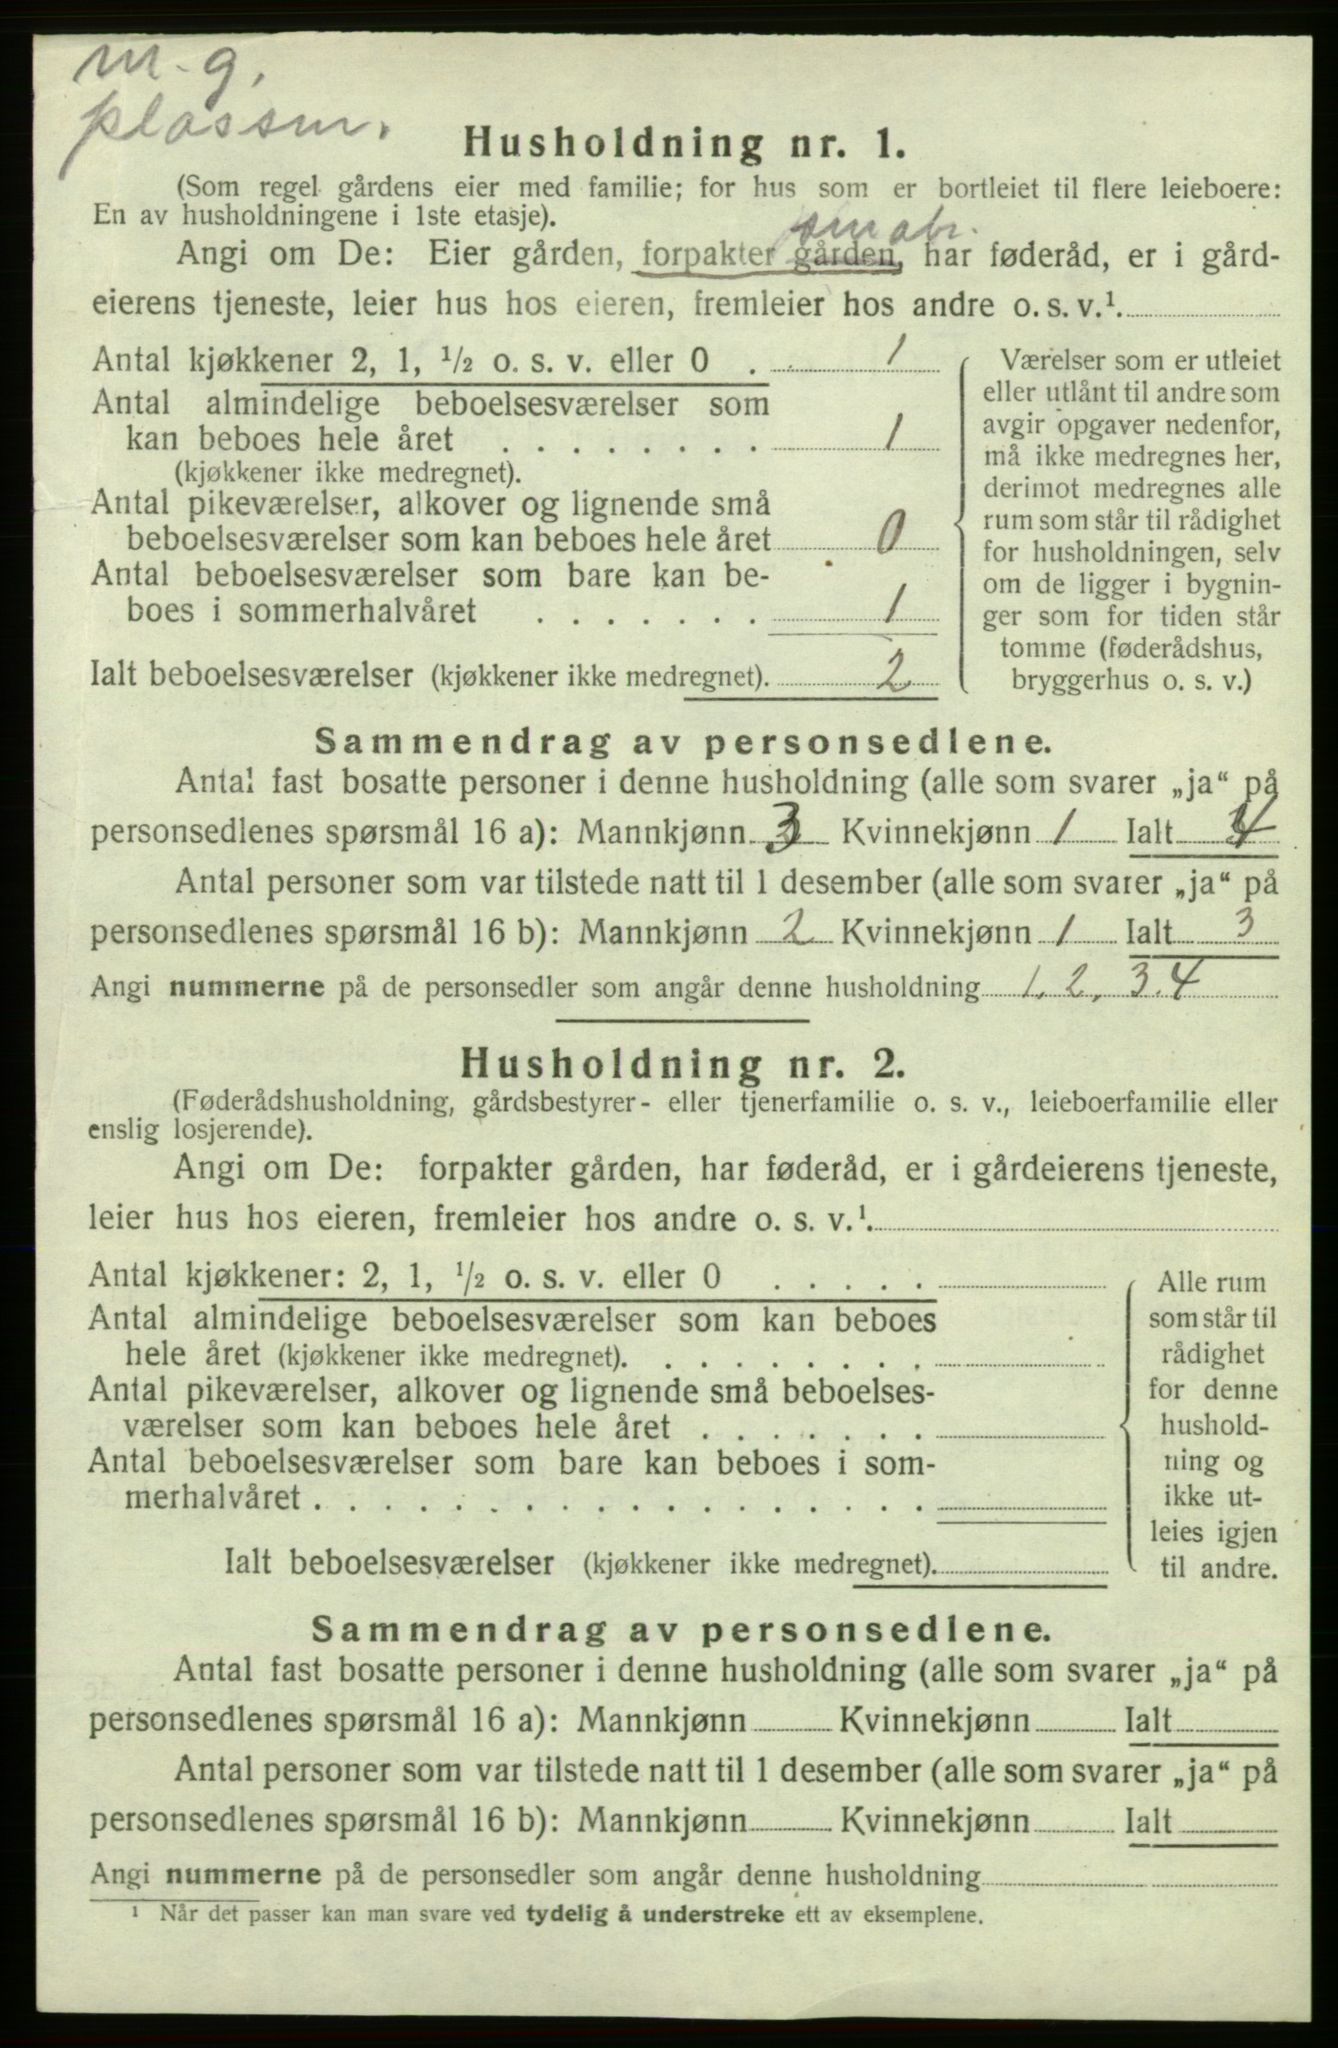 m. g.
plassm.
Husholdning nr. 1.
(Som regel gårdens eier med familie; for hus som er bortleiet til flere leieboere:
En av husholdningene i 1ste etasje).
smabr.
Angi om De: Eier gården, forpakter gården, har føderåd, er i gård-
eierens tjeneste, leier hus hos eieren, fremleier hos andre o. s. v.¹.
Antal kjøkkener 2, 1, ½ o. s. v. eller 0 . . 1
Antal almindelige beboelsesværelser som
kan beboes hele året . . . . . . . . 1
(kjøkkener ikke medregnet).
Antal pikeværelser, alkover og lignende små
beboelsesværelser som kan beboes hele året 0
Antal beboelsesværelser som bare kan be-
boes i sommerhalvåret . . . . . . . 1
Ialt beboelsesværelser (kjøkkener ikke medregnet). 2
Værelser som er utleiet
eller utlånt til andre som
avgir opgaver nedenfor,
må ikke medregnes her,
derimot medregnes alle
rum som står til rådighet
for husholdningen, selv
om de ligger i bygnin-
ger som for tiden står
tomme (føderådshus,
bryggerhus o. s. v.)
Sammendrag av personsedlene.
Antal fast bosatte personer i denne husholdning (alle som svarer „ja“ på
personsedlenes spørsmål 16 a): Mannkjønn 3 Kvinnekjønn 1 Ialt 4
Antal personer som var tilstede natt til 1 desember (alle som svarer „ja“ på
personsedlenes spørsmål 16 b): Mannkjønn 2 Kvinnekjønn 1 Ialt 3
Angi nummerne på de personsedler som angår denne husholdning 1, 2, 3. 4
Husholdning nr. 2.
(Føderådshusholdning, gårdsbestyrer- eller tjenerfamilie o. s. v., leieboerfamilie eller
enslig losjerende).
Angi om De: forpakter gården, har føderåd, er i gårdeierens tjeneste,
leier hus hos eieren, fremleier hos andre o. s. v.¹.
Antal kjøkkener: 2, 1, ½ o. s. v. eller 0 . . . . .
Antal almindelige beboelsesværelser som kan beboes
hele året (kjøkkener ikke medregnet). . . . . . . . .
Antal pikeværelser, alkover og lignende små beboelses-
værelser som kan beboes hele året . . . . . . .
Antal beboelsesværelser som bare kan beboes i som-
merhalvåret . . . . . . . . . . . . . . . . . .
Ialt beboelsesværelser (kjøkkener ikke medregnet).
Alle rum
som står til
rådighet
for denne
hushold-
ning og
ikke ut-
leies igjen
til andre.
Sammendrag av personsedlene.
Antal fast bosatte personer i denne husholdning (alle som svarer „ja“ på
personsedlenes spørsmål 16 a): Mannkjønn Kvinnekjønn Ialt
Antal personer som var tilstede natt til 1 desember (alle som svarer „ja“ på
personsedlenes spørsmål 16 b): Mannkjønn Kvinnekjønn Ialt
Angi nummerne på de personsedler som angår denne husholdning
¹ Når det passer kan man svare ved tydelig å understreke ett av eksemplene.